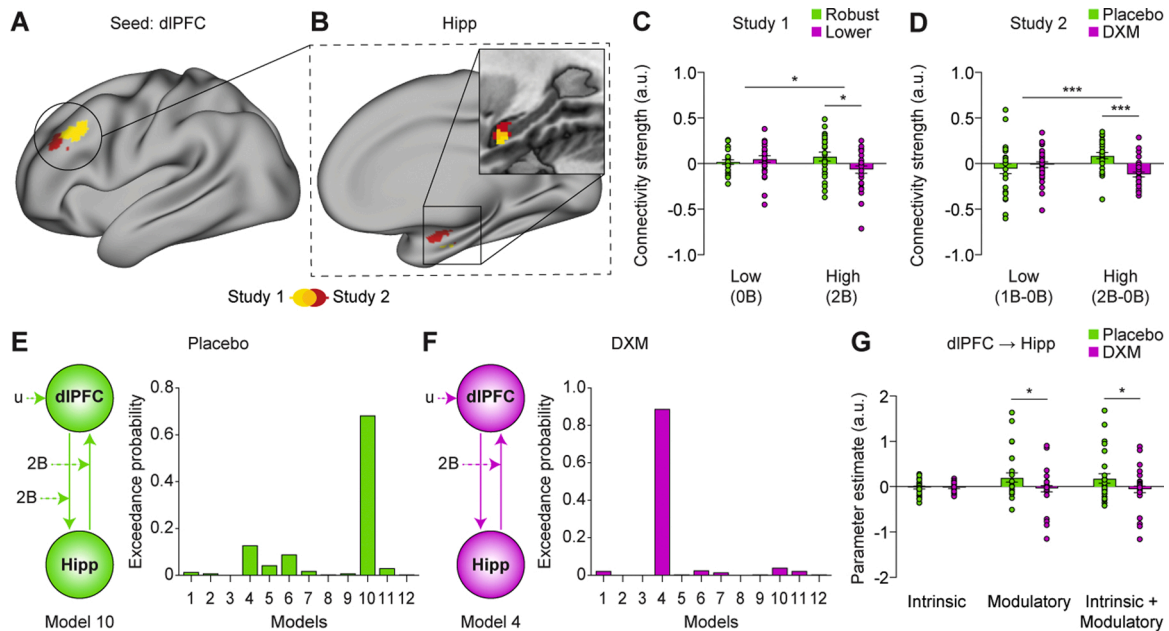 A
Seed: dlPFC
B
Hipp
Study 1
Study 2
C
Study 1
Robust
Lower
Connectivity strength (a.u.)
1.0
0.5
0
-0.5
-1.0
*
*
Low
(0B)
High
(2B)
D
Study 2
Placebo
DXM
Connectivity strength (a.u.)
1.0
0.5
0
-0.5
-1.0
***
***
Low
(1B-0B)
High
(2B-0B)
E
Placebo
u
dlPFC
2B
2B
Hipp
Model 10
Exceedance probability
0.8
0.6
0.4
0.2
0
1 2 3 4 5 6 7 8 9 10 11 12
Models
F
DXM
u
dlPFC
2B
Hipp
Model 4
Exceedance probability
1.0
0.8
0.6
0.4
0.2
0
1 2 3 4 5 6 7 8 9 10 11 12
Models
G
dlPFC → Hipp
Placebo
DXM
Parameter estimate (a.u.)
2
1
0
-1
-2
*
*
Intrinsic
Modulatory
Intrinsic +
Modulatory